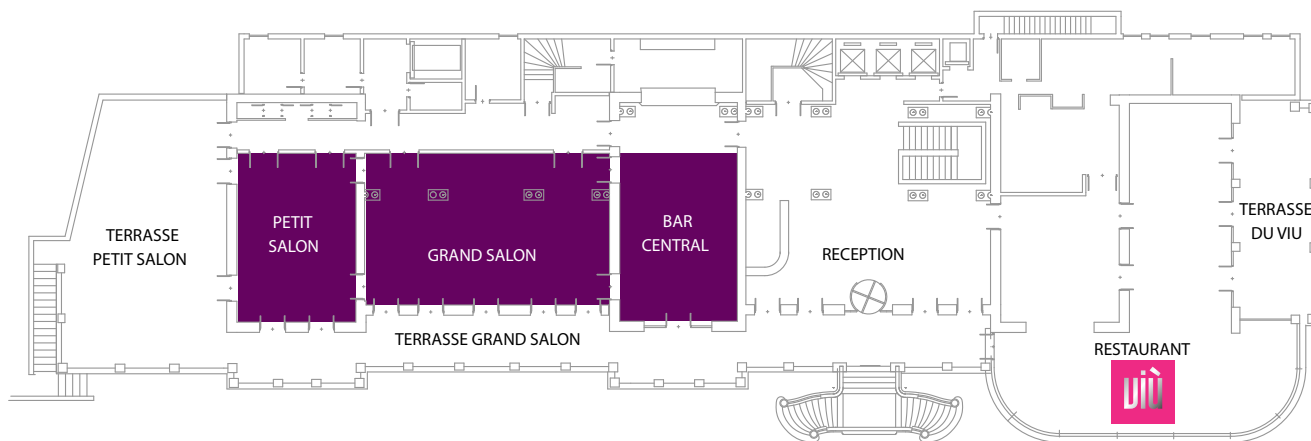 TERRASSE
PETIT SALON
PETIT
SALON
GRAND SALON
BAR
CENTRAL
RECEPTION
TERRASSE GRAND SALON
TERRASSE
DU VIU
RESTAURANT
viù